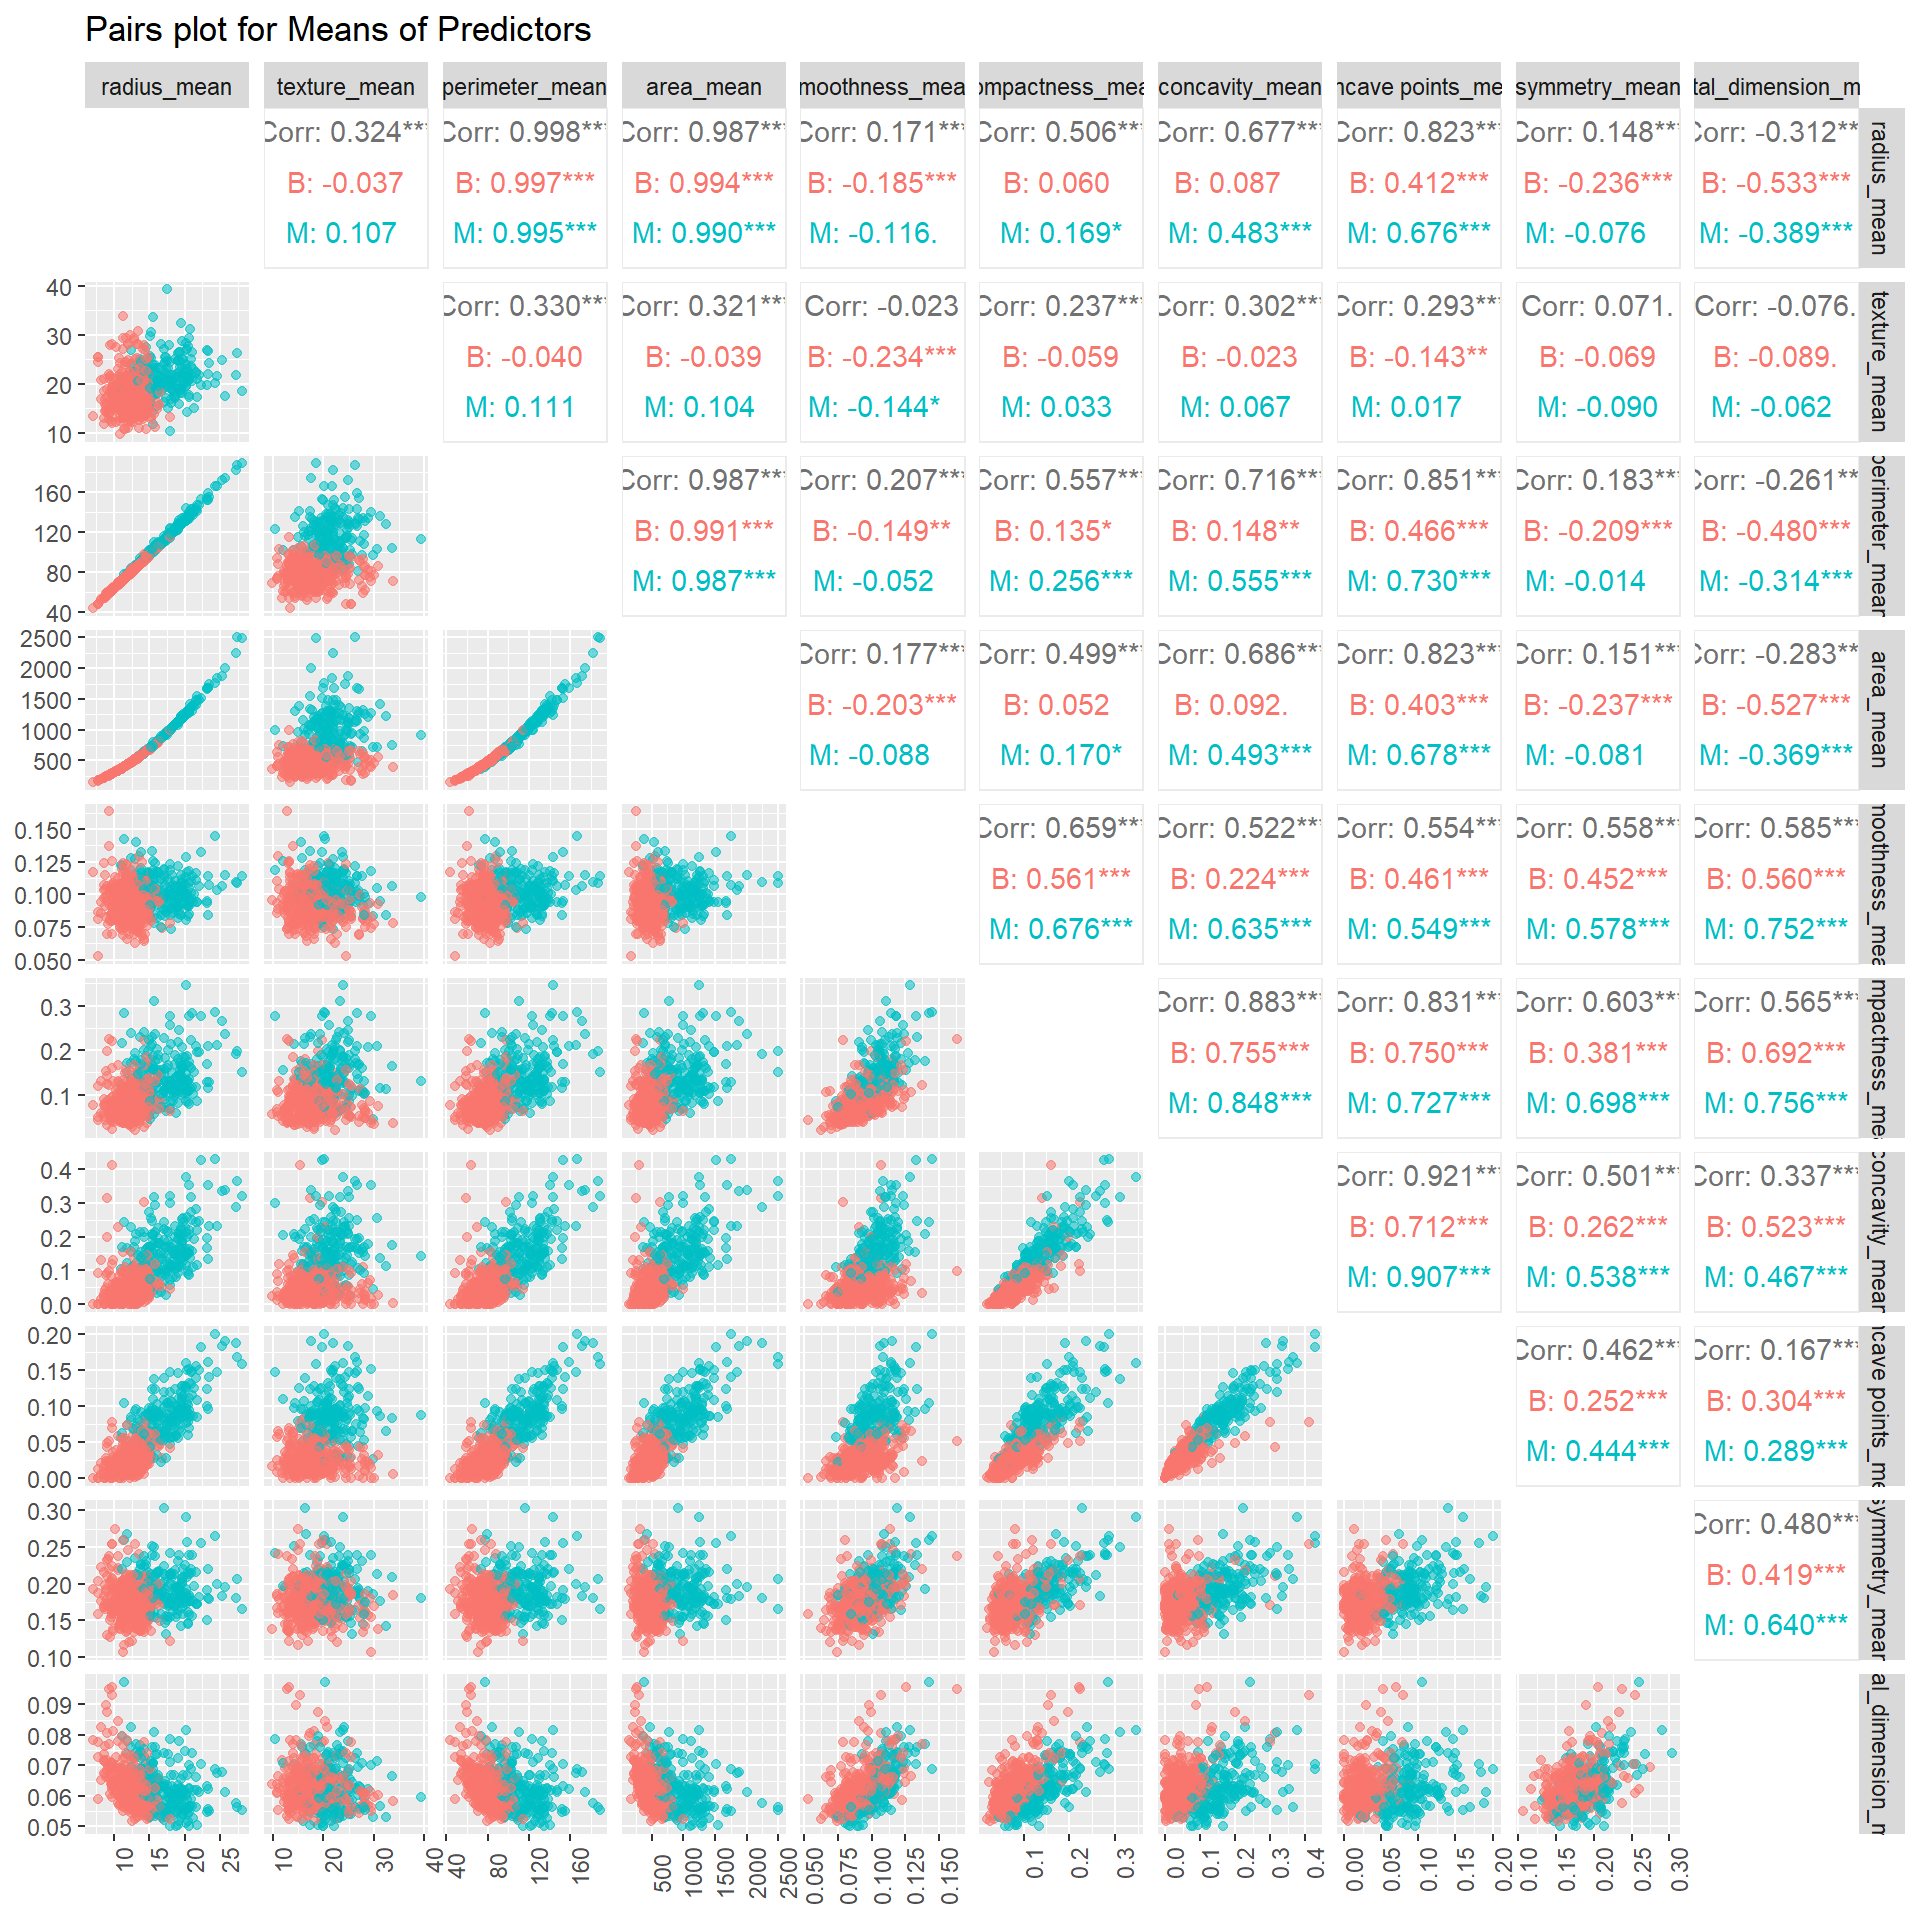 Pairs plot for Means of Predictors
radius_mean texture_mean perimeter_mean area_mean moothness_mea ompactness_mea concavity_mean ncave points_me symmetry_mean tal_dimension_m
Corr: 0.324*** Corr: 0.998*** Corr: 0.987*** Corr: 0.171*** Corr: 0.506*** Corr: 0.677*** Corr: 0.823*** Corr: 0.148*** Corr: -0.312** radius_mean
B: -0.037 B: 0.997*** B: 0.994*** B: -0.185*** B: 0.060 B: 0.087 B: 0.412*** B: -0.236*** B: -0.533***
M: 0.107 M: 0.995*** M: 0.990*** M: -0.116. M: 0.169* M: 0.483*** M: 0.676*** M: -0.076 M: -0.389***
40 30 20 10
Corr: 0.330*** Corr: 0.321*** Corr: -0.023 Corr: 0.237*** Corr: 0.302*** Corr: 0.293*** Corr: 0.071. Corr: -0.076. texture_mean
B: -0.040 B: -0.039 B: -0.234*** B: -0.059 B: -0.023 B: -0.143** B: -0.069 B: -0.089.
M: 0.111 M: 0.104 M: -0.144* M: 0.033 M: 0.067 M: 0.017 M: -0.090 M: -0.062
160 120 80 40
Corr: 0.987*** Corr: 0.207*** Corr: 0.557*** Corr: 0.716*** Corr: 0.851*** Corr: 0.183*** Corr: -0.261** perimeter_mean
B: 0.991*** B: -0.149** B: 0.135* B: 0.148** B: 0.466*** B: -0.209*** B: -0.480***
M: 0.987*** M: -0.052 M: 0.256*** M: 0.555*** M: 0.730*** M: -0.014 M: -0.314***
2500 2000 1500 1000 500
Corr: 0.177*** Corr: 0.499*** Corr: 0.686*** Corr: 0.823*** Corr: 0.151*** Corr: -0.283** area_mean
B: -0.203*** B: 0.052 B: 0.092. B: 0.403*** B: -0.237*** B: -0.527***
M: -0.088 M: 0.170* M: 0.493*** M: 0.678*** M: -0.081 M: -0.369***
0.150 0.125 0.100 0.075 0.050
Corr: 0.659*** Corr: 0.522*** Corr: 0.554*** Corr: 0.558*** Corr: 0.585*** moothness_mea
B: 0.561*** B: 0.224*** B: 0.461*** B: 0.452*** B: 0.560***
M: 0.676*** M: 0.635*** M: 0.549*** M: 0.578*** M: 0.752***
0.3 0.2 0.1
Corr: 0.883*** Corr: 0.831*** Corr: 0.603*** Corr: 0.565*** mpactness_mea
B: 0.755*** B: 0.750*** B: 0.381*** B: 0.692***
M: 0.848*** M: 0.727*** M: 0.698*** M: 0.756***
0.4 0.3 0.2 0.1 0.0
Corr: 0.921*** Corr: 0.501*** Corr: 0.337*** concavity_mean
B: 0.712*** B: 0.262*** B: 0.523***
M: 0.907*** M: 0.538*** M: 0.467***
0.20 0.15 0.10 0.05 0.00
Corr: 0.462*** Corr: 0.167*** ncave points_me
B: 0.252*** B: 0.304***
M: 0.444*** M: 0.289***
0.30 0.25 0.20 0.15 0.10
Corr: 0.480*** symmetry_mean
B: 0.419***
M: 0.640***
0.09 0.08 0.07 0.06 0.05
al_dimension_m
10 15 20 25 10 20 30 40 40 80 120 160 500 1000 1500 2000 2500 0.050 0.075 0.100 0.125 0.150 0.1 0.2 0.3 0.0 0.1 0.2 0.3 0.4 0.00 0.05 0.10 0.15 0.20 0.10 0.15 0.20 0.25 0.30